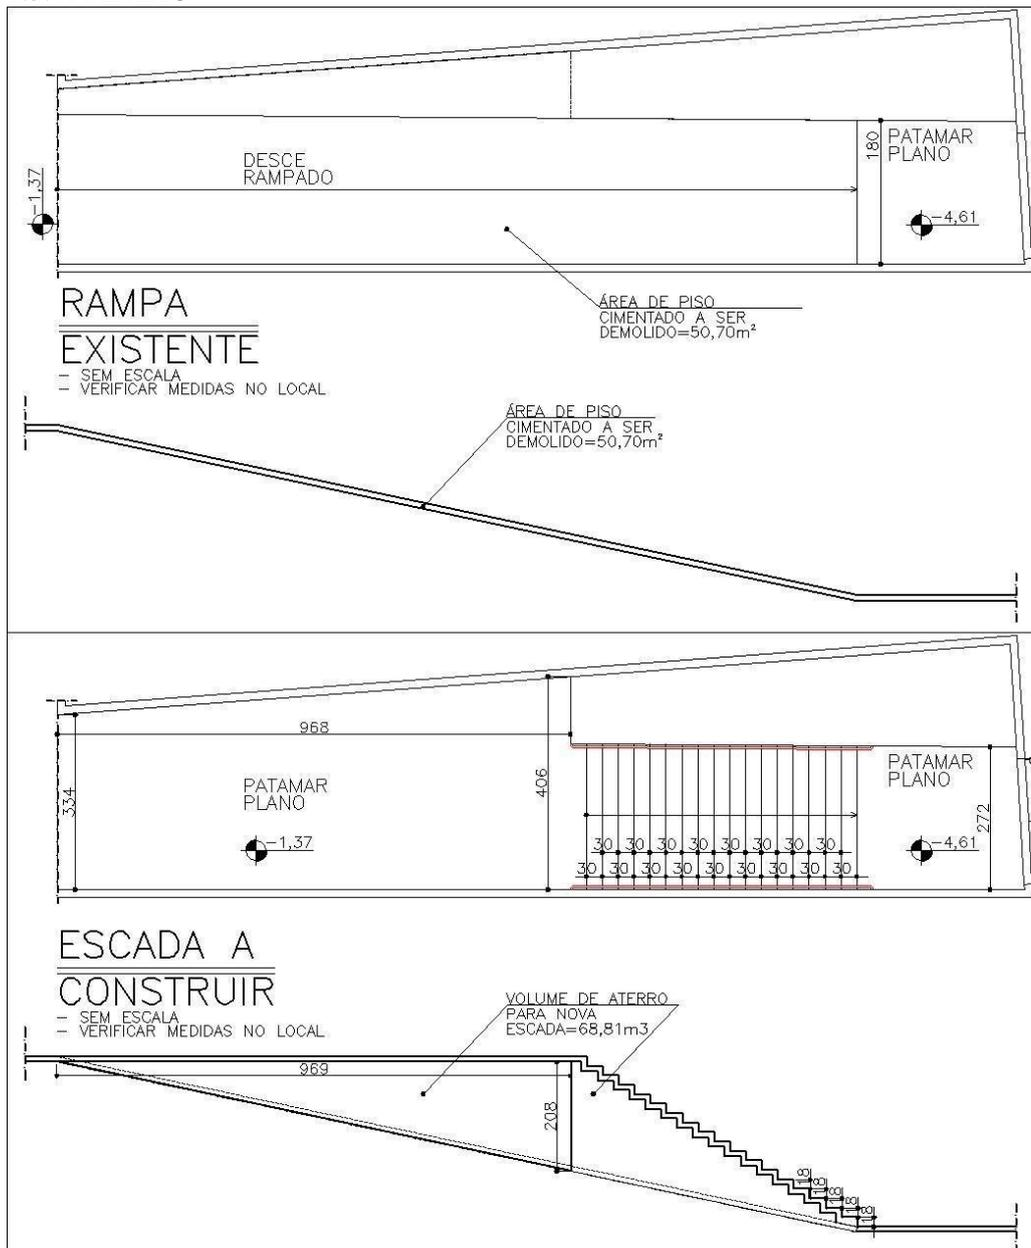 DESCE
RAMPADO
180
PATAMAR
PLANO
-1,37
-4,61
RAMPA
EXISTENTE
- SEM ESCALA
- VERIFICAR MEDIDAS NO LOCAL
ÁREA DE PISO
CIMENTADO A SER
DEMOLIDO=50,70m²
ÁREA DE PISO
CIMENTADO A SER
DEMOLIDO=50,70m²
968
334
406
PATAMAR
PLANO
-1,37
PATAMAR
PLANO
272
-4,61
30 30 30 30 30 30 30 30
30 30 30 30 30 30 30 30 30
ESCADA A
CONSTRUIR
- SEM ESCALA
- VERIFICAR MEDIDAS NO LOCAL
VOLUME DE ATERRO
PARA NOVA
ESCADA=68,81m3
969
208
18
18
18
18
18